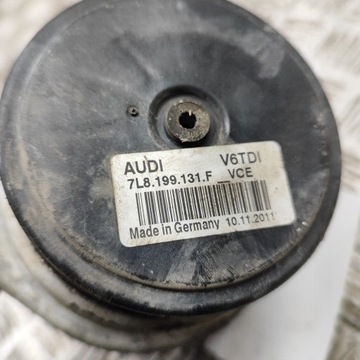 AUDI V6TDI
7L8.199.131.F VCE
Made in Germany 10.11.2011